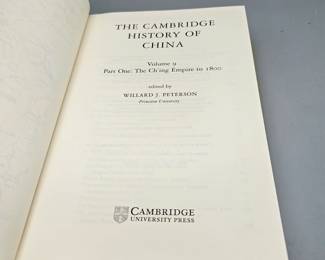 THE CAMBRIDGE
HISTORY OF
CHINA
Volume 9
Part One: The Ch'ing Empire to 1800
edited by
WILLARD J. PETERSON
Princeton University
CAMBRIDGE
UNIVERSITY PRESS